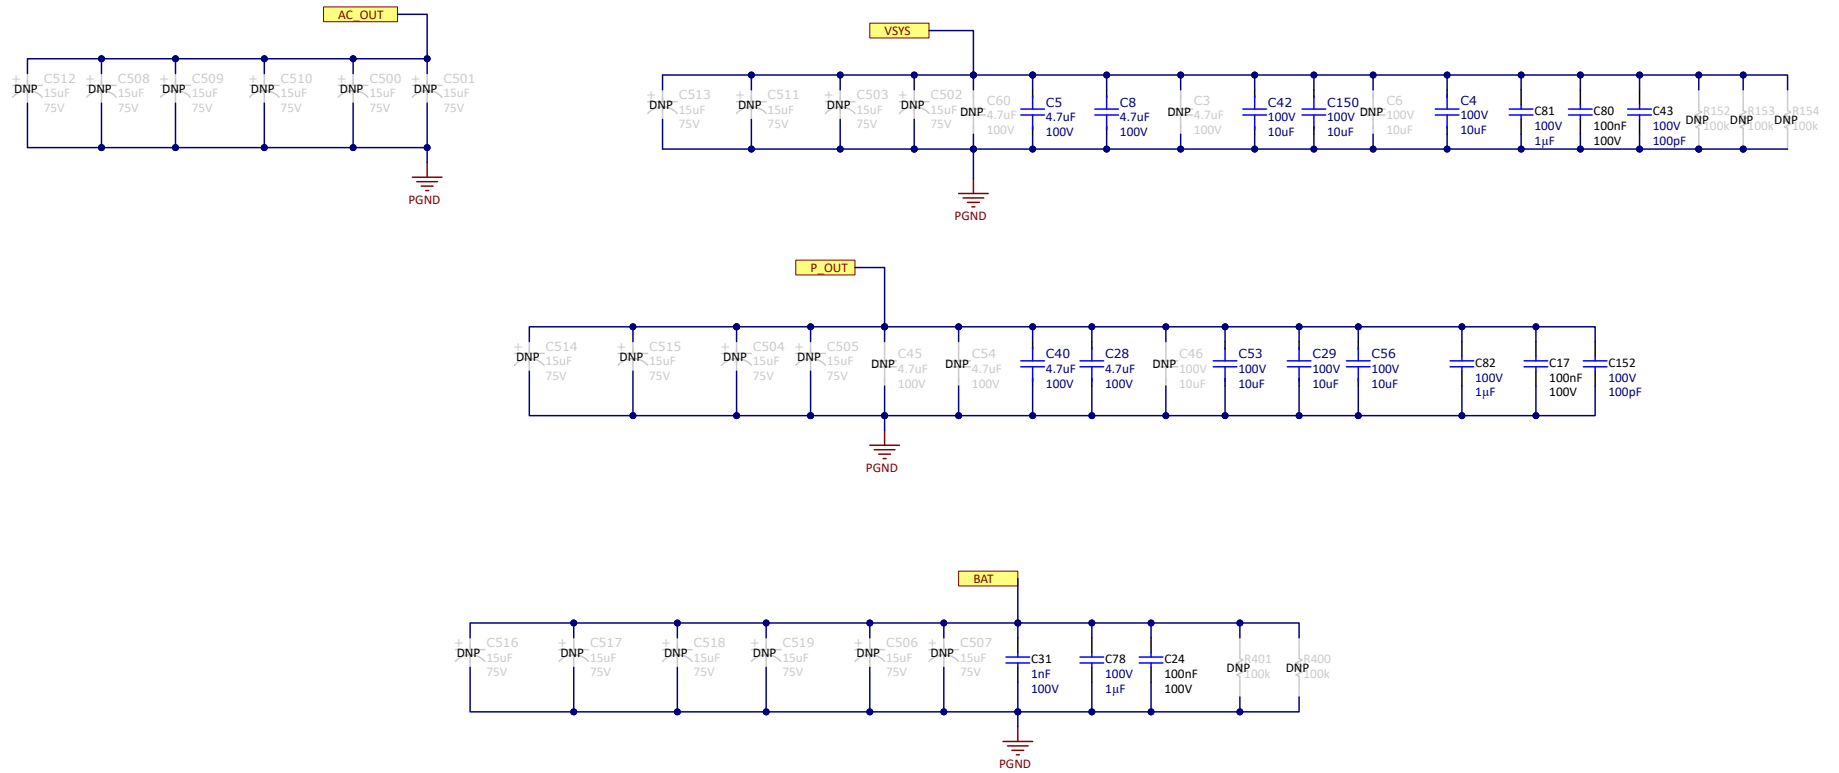 AC_OUT
DNP
C512
15uF
75V
DNP
C508
15uF
75V
DNP
C509
15uF
75V
DNP
C510
15uF
75V
DNP
C500
15uF
75V
DNP
C501
15uF
75V
PGND
VSYS
DNP
C513
15uF
75V
DNP
C511
15uF
75V
DNP
C503
15uF
75V
DNP
C502
15uF
75V
DNP
C60
4.7uF
100V
C5
4.7uF
100V
C8
4.7uF
100V
DNP
C3
4.7uF
100V
C42
100V
10uF
C150
100V
10uF
DNP
C6
100V
10uF
C4
100V
10uF
C81
100V
1µF
C80
100nF
100V
C43
100V
100pF
DNP
R152
100k
DNP
R153
100k
DNP
R154
100k
PGND
P_OUT
DNP
C514
15uF
75V
DNP
C515
15uF
75V
DNP
C504
15uF
75V
DNP
C505
15uF
75V
DNP
C45
4.7uF
100V
DNP
C54
4.7uF
100V
C40
4.7uF
100V
C28
4.7uF
100V
DNP
C46
100V
10uF
C53
100V
10uF
C29
100V
10uF
C56
100V
10uF
C82
100V
1µF
C17
100nF
100V
C152
100V
100pF
PGND
BAT
DNP
C516
15uF
75V
DNP
C517
15uF
75V
DNP
C518
15uF
75V
DNP
C519
15uF
75V
DNP
C506
15uF
75V
DNP
C507
15uF
75V
C31
1nF
100V
C78
100V
1µF
C24
100nF
100V
DNP
R401
100k
DNP
R400
100k
PGND